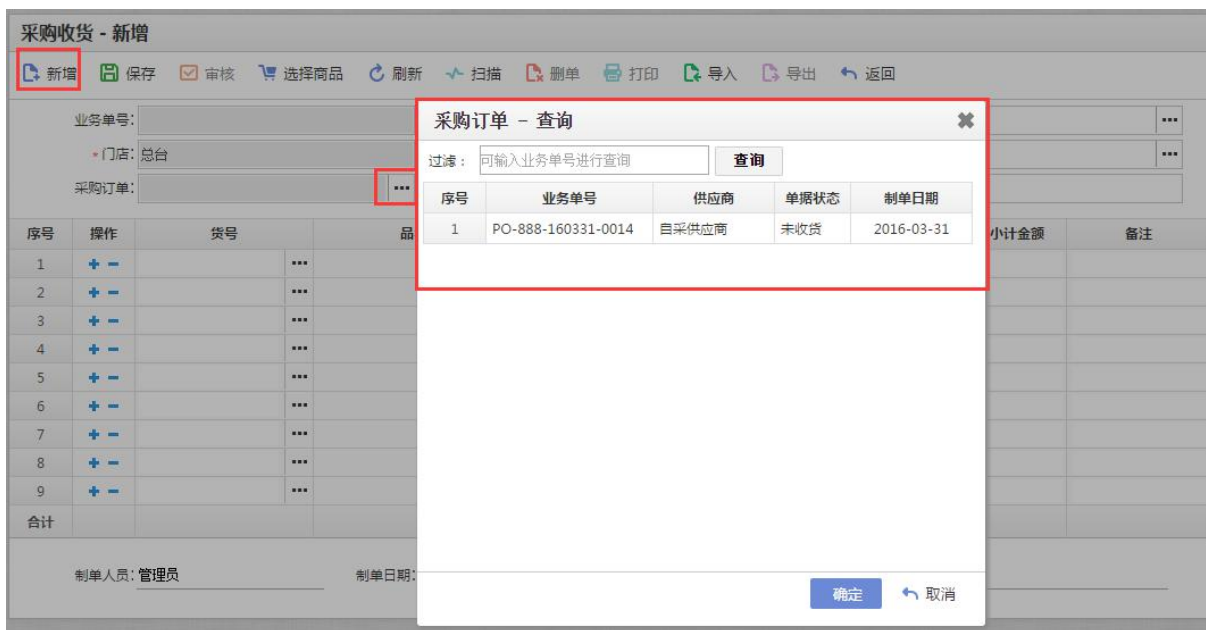 采购收货 - 新增
新增 保存 审核 选择商品 刷新 扫描 删单 打印 导入 导出 返回
业务单号:
*门店: 总台
采购订单: ...
采购订单 - 查询
过滤: 可输入业务单号进行查询 查询
序号 业务单号 供应商 单据状态 制单日期
1 PO-888-160331-0014 自采供应商 未收货 2016-03-31
确定 取消
序号 操作 货号 品 小计金额 备注
1
2
3
4
5
6
7
8
9
合计
制单人员: 管理员 制单日期: